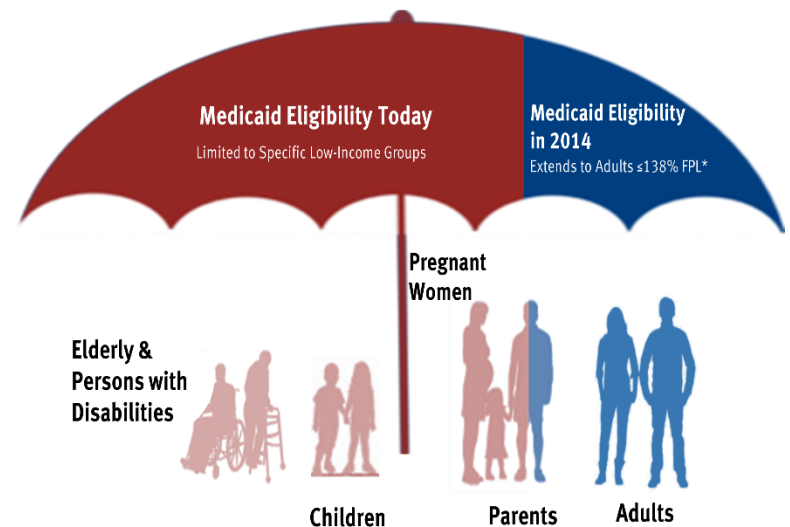 Medicaid Eligibility Today
Limited to Specific Low-Income Groups
Medicaid Eligibility
in 2014
Extends to Adults ≤138% FPL*
Pregnant
Women
Elderly &
Persons with
Disabilities
Children
Parents
Adults